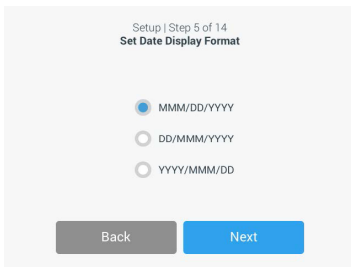 Setup | Step 5 of 14
Set Date Display Format
MMM/DD/YYYY
DD/MMM/YYYY
YYYY/MMM/DD
Back Next